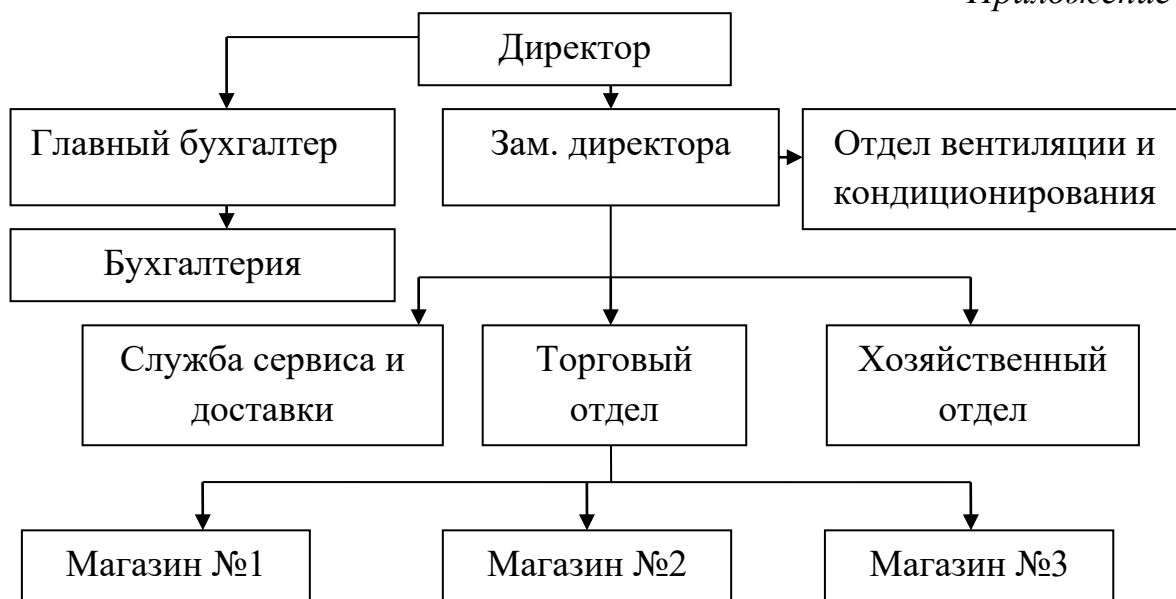 Приложение
Директор
Главный бухгалтер
Зам. директора
Отдел вентиляции и
кондиционирования
Бухгалтерия
Служба сервиса и
доставки
Торговый
отдел
Хозяйственный
отдел
Магазин №1
Магазин №2
Магазин №3